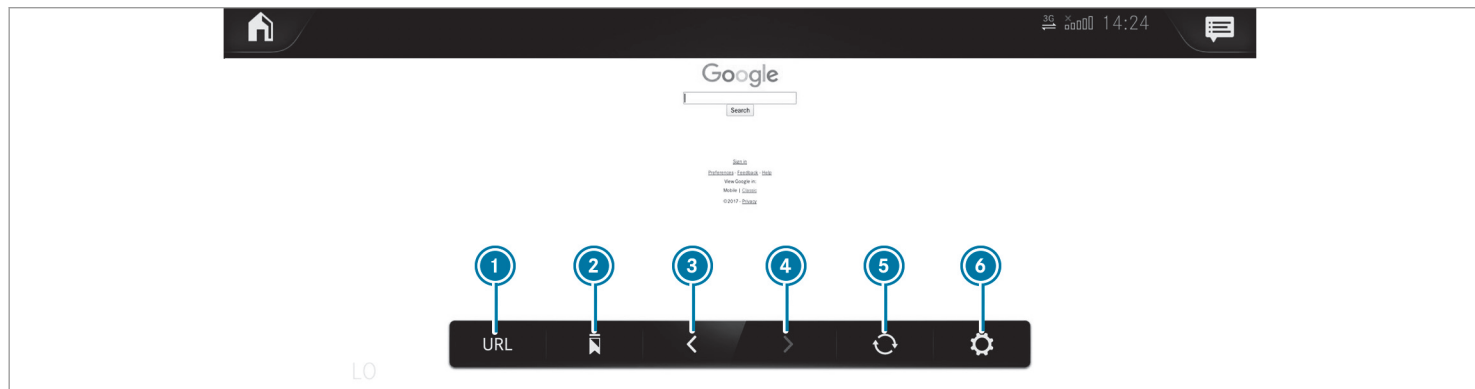 3G 14:24
Google
Search
Sign in
Preferences - Feedback - Help
View Google in:
Mobile | Classic
©2017 - Privacy
1 2 3 4 5 6
URL
LO